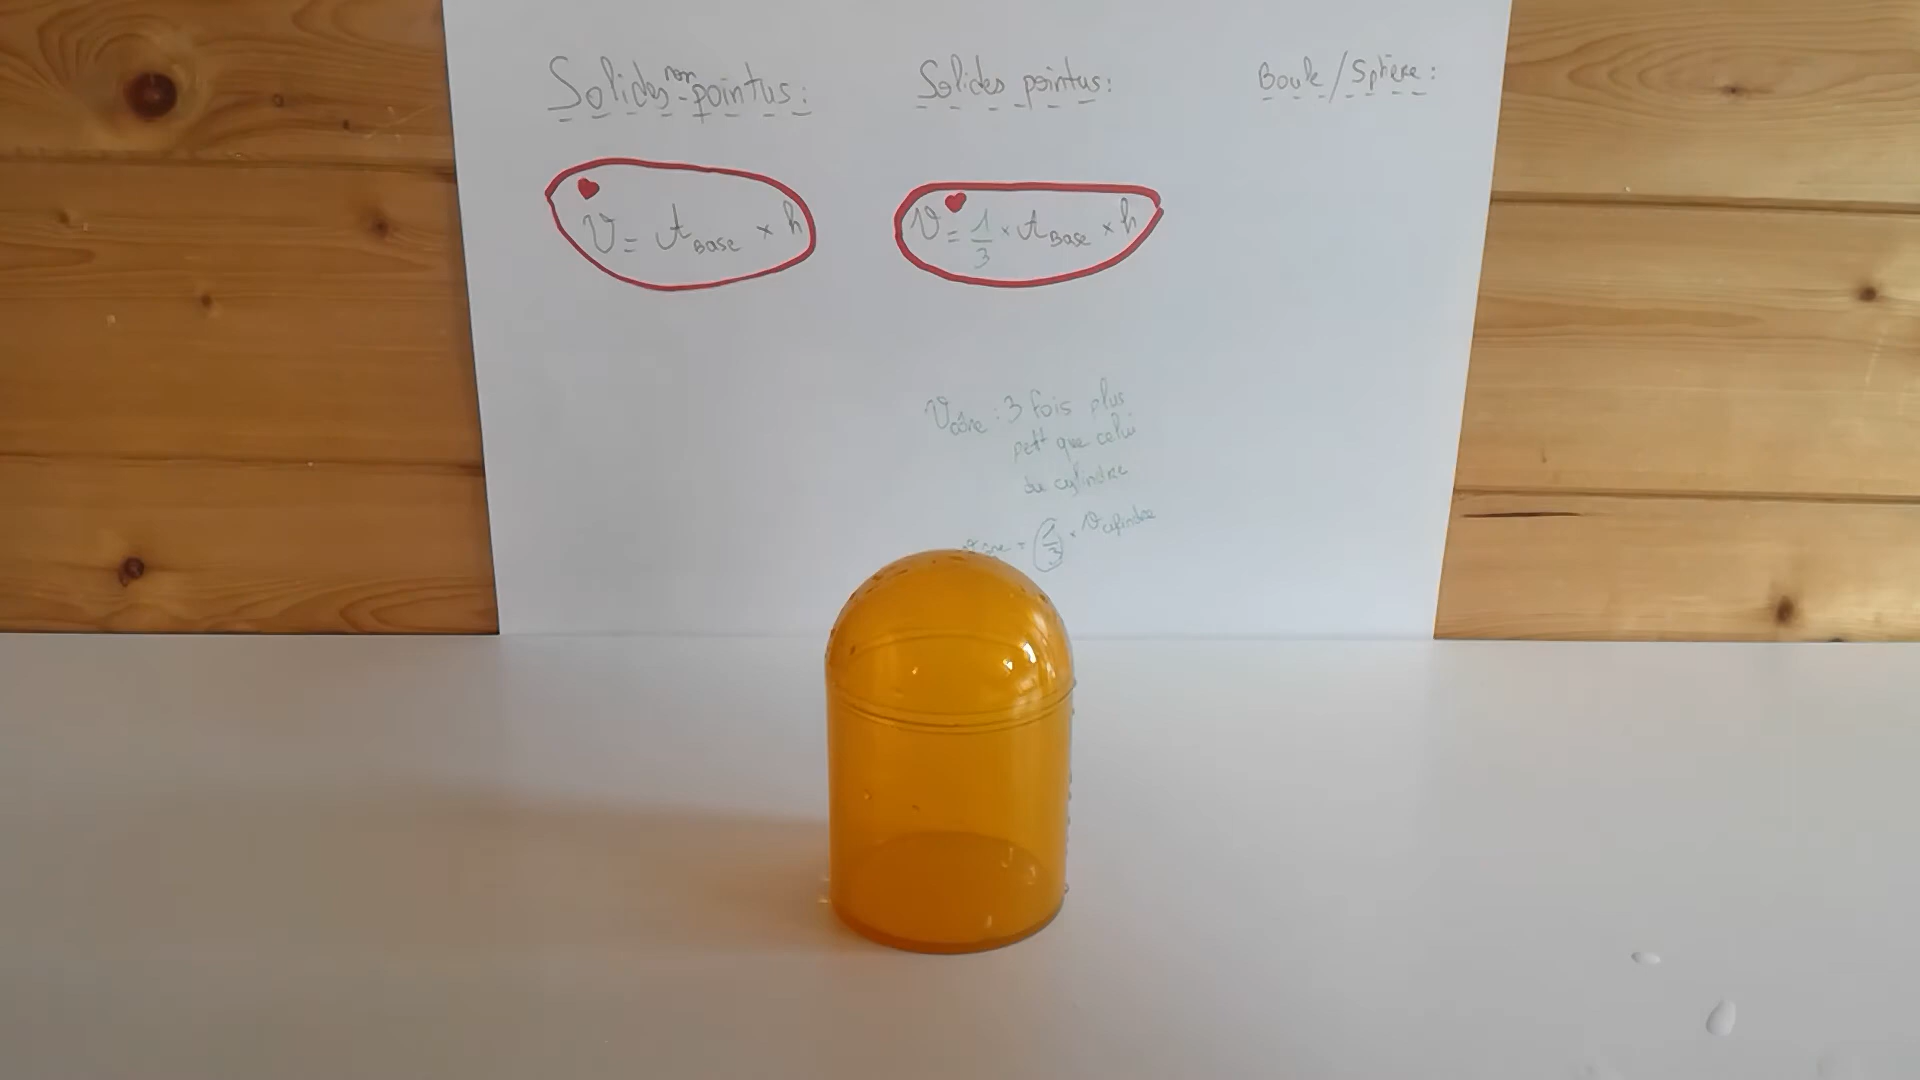 Solides non-pointus:
Solides pointus:
Boule/Sphère:
V = A Base × h
V = 1/3 × A Base × h
V cône : 3 fois plus
petit que celui
du cylindre
V cône = 1/3 × V cylindre